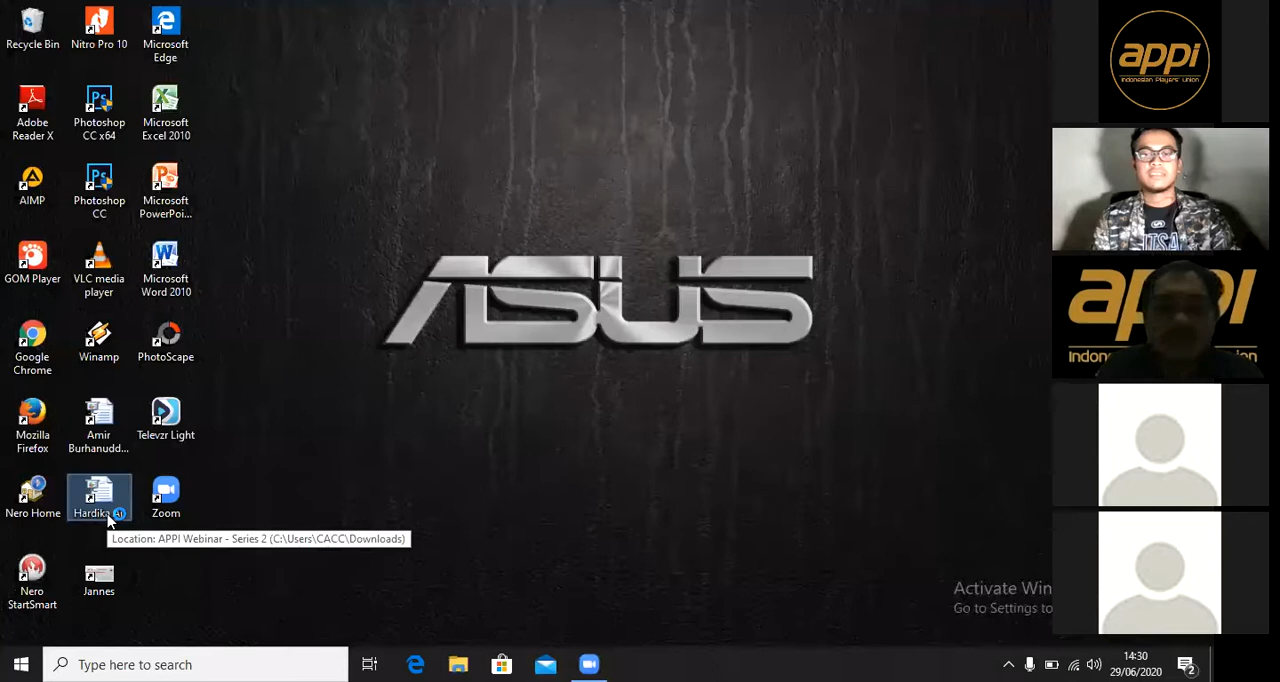 Recycle Bin
Nitro Pro 10
Microsoft
Edge
Adobe
Reader X
Photoshop
CC x64
Microsoft
Excel 2010
AIMP
Photoshop
CC
Microsoft
PowerPoi...
GOM Player
VLC media
player
Microsoft
Word 2010
Google
Chrome
Winamp
PhotoScape
Mozilla
Firefox
Amir
Burhanudd...
Televzr Light
Nero Home
Hardika
Zoom
Location: APPI Webinar - Series 2 (C:\Users\CACC\Downloads)
Nero
StartSmart
Jannes
ASUS
appi
Indonesian Players' Union
ITSA
appi
Activate Win
Go to Settings to
Type here to search
14:30
29/06/2020
2